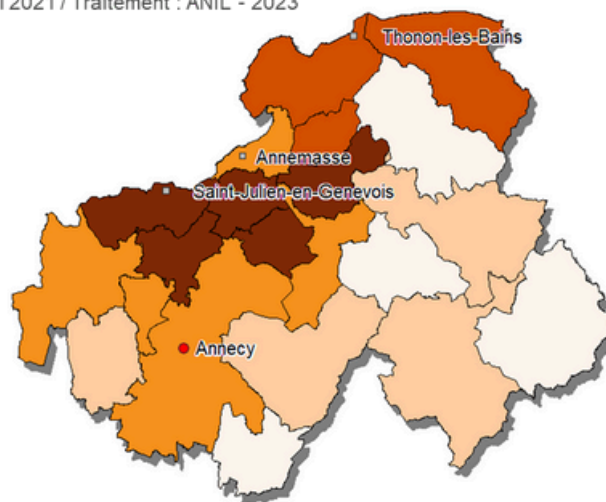 2021 / Traitement : ANIL - 2023
Thonon-les-Bains
Annemasse
Saint-Julien-en-Genevois
Annecy